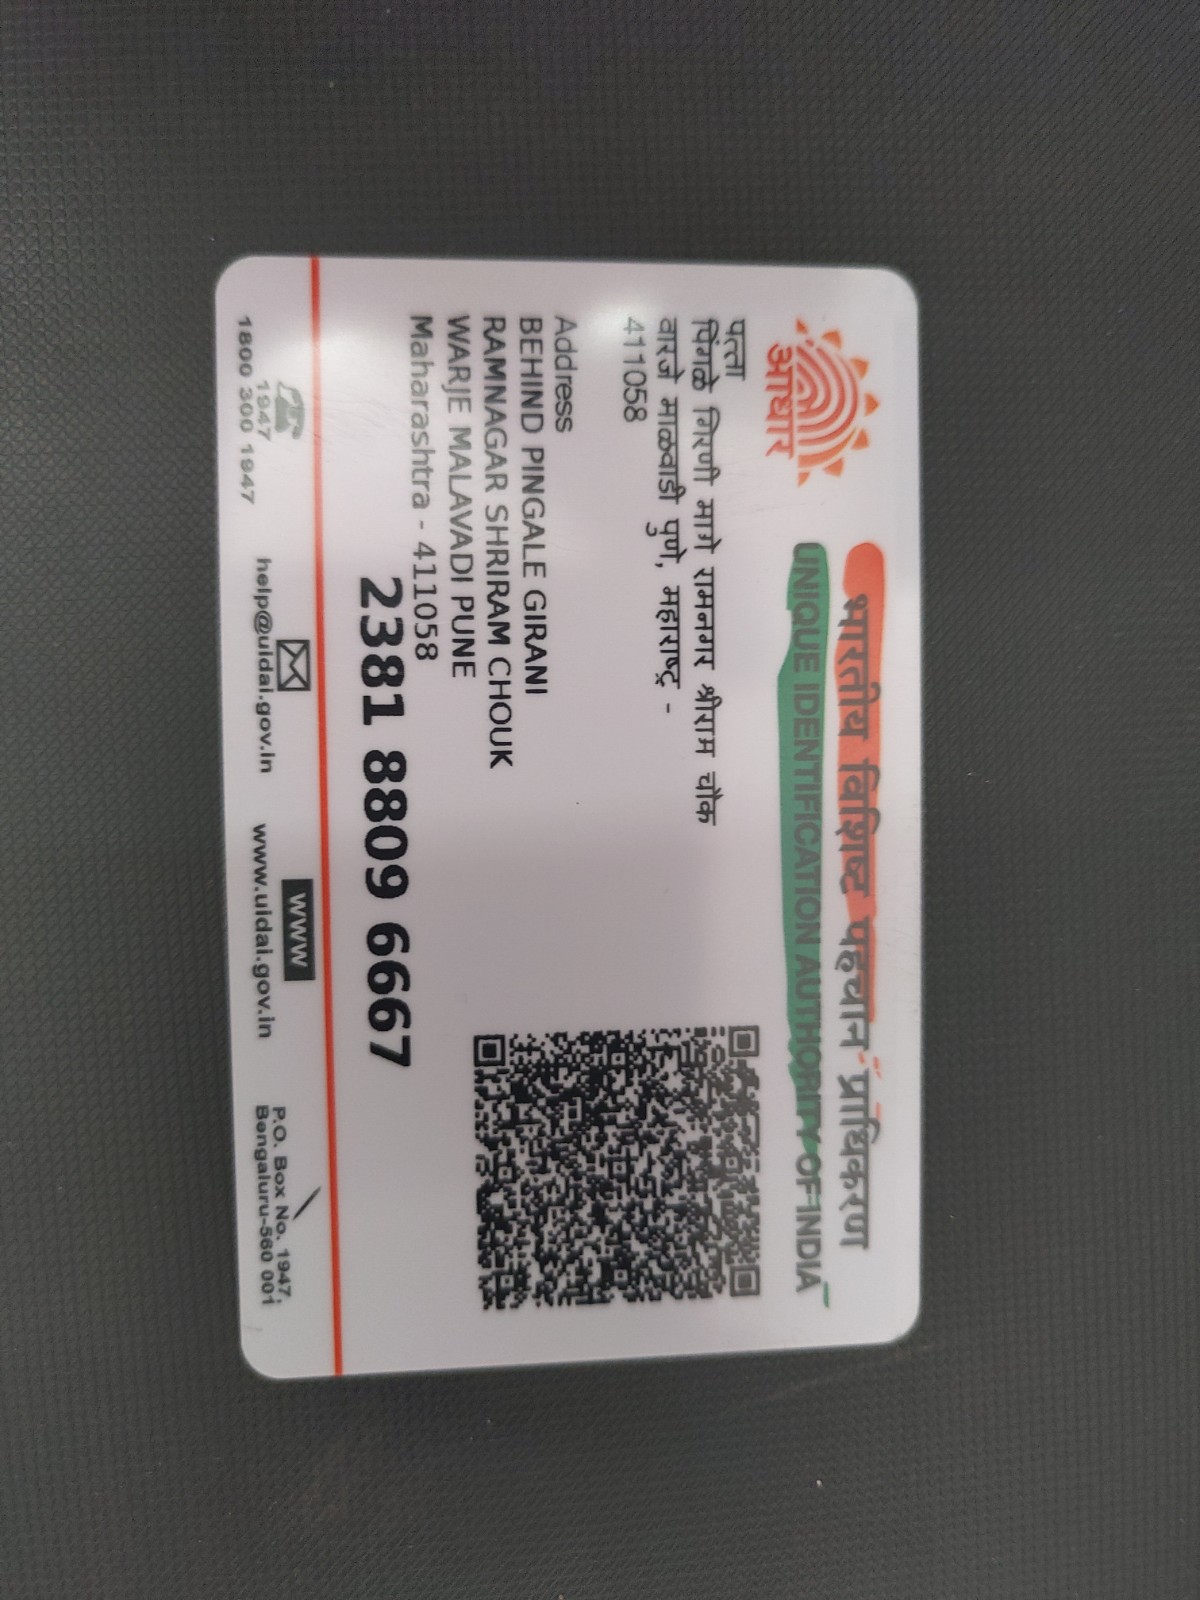 भारतीय विशिष्ट पहचान प्राधिकरण
UNIQUE IDENTIFICATION AUTHORITY OF INDIA
आधार
पत्ता
पिंगळे गिरणी मागे रामनगर श्रीराम चौक
वारजे माळवाडी पुणे, महाराष्ट्र -
411058
Address
BEHIND PINGALE GIRANI
RAMNAGAR SHRIRAM CHOUK
WARJE MALAVADI PUNE
Maharashtra - 411058
2381 8809 6667
1947
1800 300 1947
help@uidai.gov.in
WWW
www.uidai.gov.in
P.O. Box No. 1947,
Bengaluru-560 001